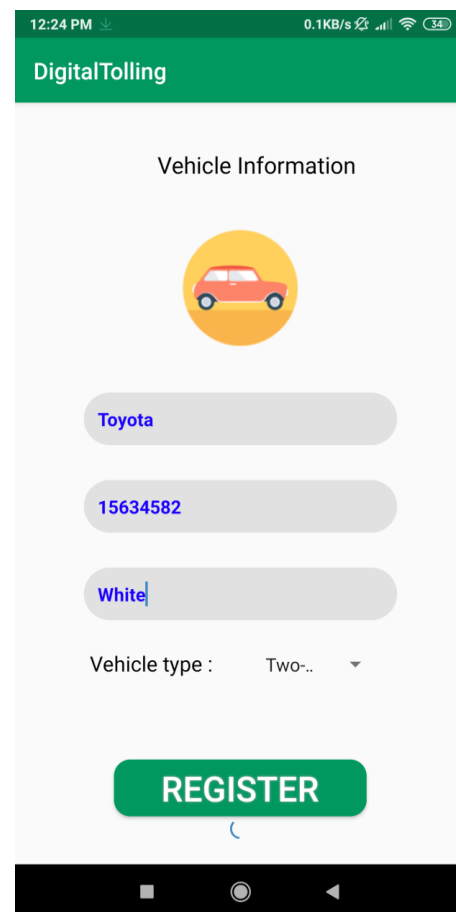 12:24 PM 0.1KB/s 34
DigitalTolling
Vehicle Information
Toyota
15634582
White
Vehicle type : Two-..
REGISTER